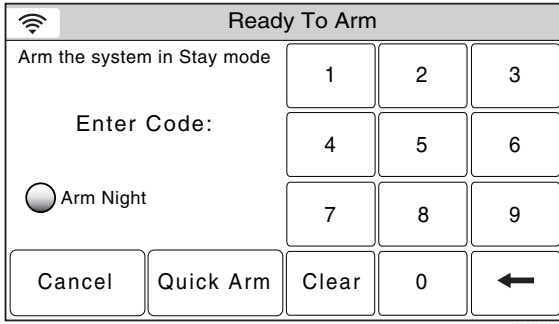 Ready To Arm
Arm the system in Stay mode
1 2 3
Enter Code:
4 5 6
Arm Night
7 8 9
Cancel Quick Arm Clear 0